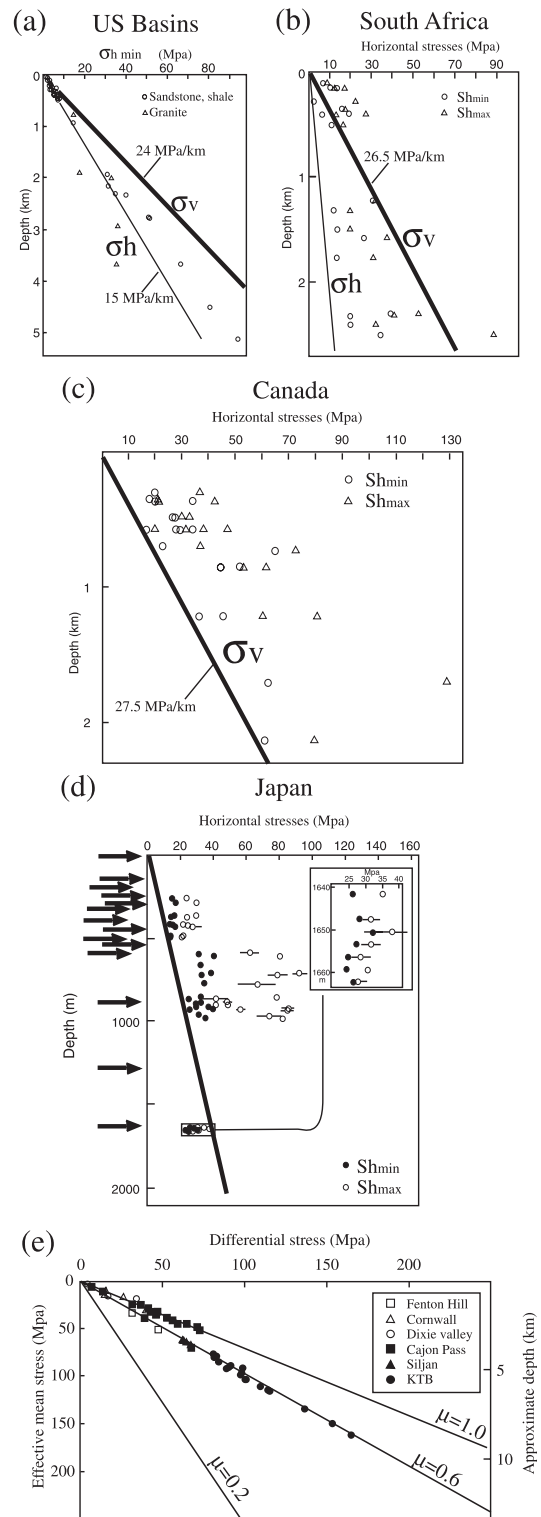 (a)
US Basins
σh min (Mpa)
20 40 60 80
0
1
2
3
4
5
Depth (km)
Sandstone, shale
Granite
24 MPa/km
σv
σh
15 MPa/km
(b)
South Africa
Horizontal stresses (Mpa)
10 30 50 70 90
0
1
2
Depth (km)
Shmin
Shmax
26.5 MPa/km
σv
σh
(c)
Canada
Horizontal stresses (Mpa)
10 30 50 70 90 110 130
1
2
Depth (km)
Shmin
Shmax
σv
27.5 MPa/km
(d)
Japan
Horizontal stresses (Mpa)
0 20 40 60 80 100 120 140 160
1000
2000
Depth (m)
Mpa
25 30 35 40
1640
1650
1660
m
Shmin
Shmax
(e)
Differential stress (Mpa)
0 50 100 150 200
0
50
100
150
200
Effective mean stress (Mpa)
Fenton Hill
Cornwall
Dixie valley
Cajon Pass
Siljan
KTB
5
10
Approximate depth (km)
μ=1.0
μ=0.6
μ=0.2